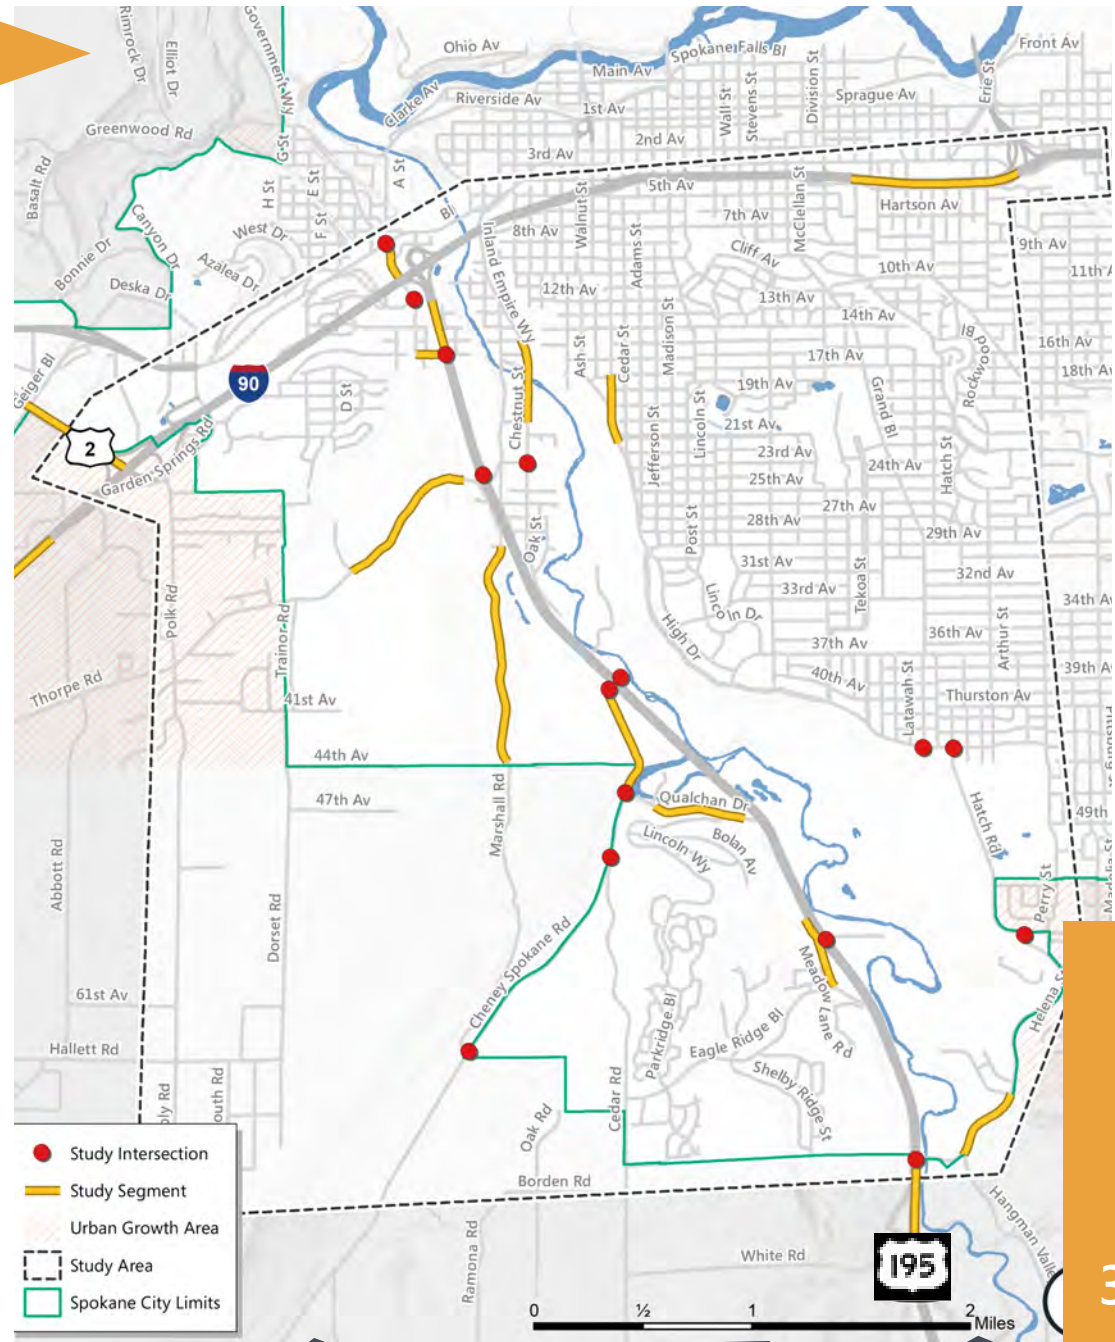 Rimrock Dr
Elliot Dr
Government Wy
Ohio Av
Spokane Falls Bl
Front Av
Main Av
Clarke Av
Riverside Av
1st Av
Wall St
Stevens St
Division St
Sprague Av
Erie St
Greenwood Rd
G St
2nd Av
3rd Av
Basalt Rd
A St
H St
E St
F St
5th Av
Hartson Av
Bl
Walnut St
7th Av
McClellan St
8th Av
Adams St
Cliff Av
9th Av
Canyon Dr
West Dr
Inland Empire Wy
10th Av
11th A
Bonnie Dr
Azalea Dr
Deska Dr
12th Av
13th Av
Madison St
14th Av
Rockwood Bl
Ash St
Cedar St
16th Av
Geiger Bl
90
17th Av
18th Av
D St
Chestnut St
19th Av
Grand Bl
Lincoln St
21st Av
2
Jefferson St
23rd Av
24th Av
Hatch St
Garden Springs Rd
25th Av
27th Av
Post St
28th Av
29th Av
Oak St
31st Av
32nd Av
33rd Av
Tekoa St
34th Av
Polk Rd
Linco ln Dr
High Dr
36th Av
Arthur St
Trainor Rd
37th Av
39th A
Thorpe Rd
40th Av
Latawah St
41st Av
Thurston Av
44th Av
47th Av
Qualchan Dr
49th
Marshall Rd
Lincoln Wy
Bolan Av
Hatch Rd
Abbott Rd
Perry St
Dorset Rd
Cheney Spokane Rd
Meadow Lane Rd
61st Av
Helena S
Parkridge Bl
Eagle Ridge Bl
Hallett Rd
Shelby Ridge St
Cedar Rd
Oak Rd
oly Rd
outh Rd
Borden Rd
Hangman Valle
Ramona Rd
White Rd
195
Study Intersection
Study Segment
Urban Growth Area
Study Area
Spokane City Limits
0 ½ 1 2
Miles
3